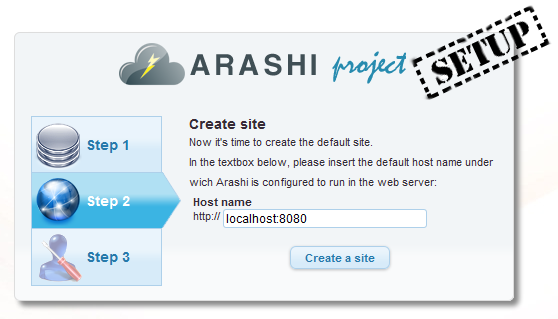 ARASHI project
SETUP
Step 1
Step 2
Step 3
Create site
Now it's time to create the default site.
In the textbox below, please insert the default host name under
wich Arashi is configured to run in the web server:
Host name
http:// localhost:8080
Create a site